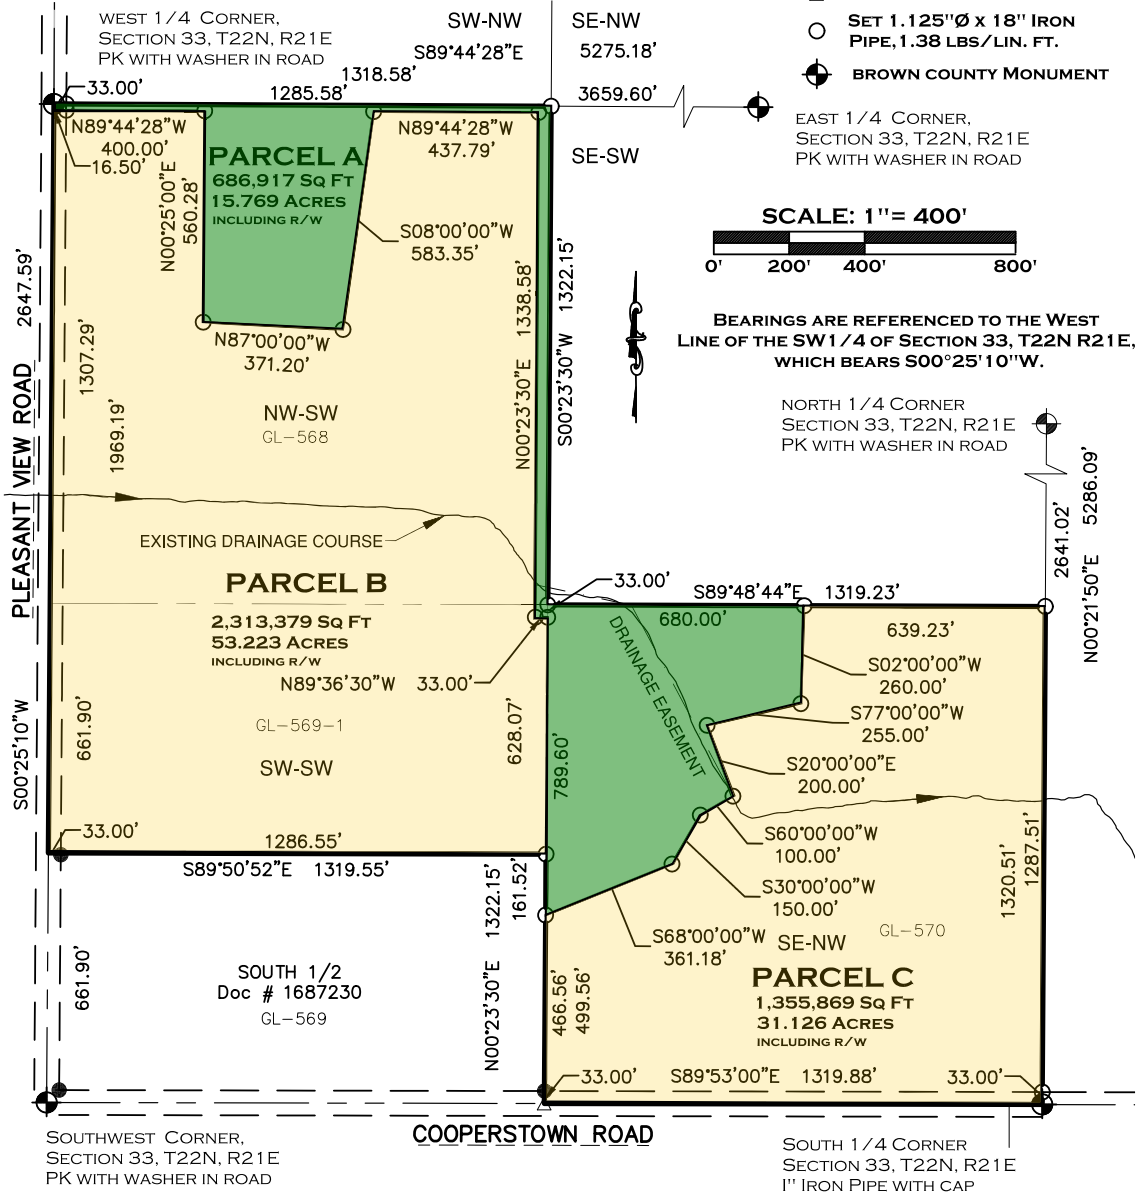 WEST 1/4 CORNER,
SECTION 33, T22N, R21E
PK WITH WASHER IN ROAD
SW-NW
SE-NW
S89°44'28"E
5275.18'
SET 1.125"Ø x 18" IRON
PIPE, 1.38 LBS/LIN. FT.
BROWN COUNTY MONUMENT
33.00'
1318.58'
1285.58'
3659.60'
EAST 1/4 CORNER,
SECTION 33, T22N, R21E
PK WITH WASHER IN ROAD
N89°44'28"W
400.00'
16.50'
N89°44'28"W
437.79'
SE-SW
PARCEL A
686,917 SQ FT
15.769 ACRES
INCLUDING R/W
N00°25'00"E
560.28'
S08°00'00"W
583.35'
SCALE: 1"= 400'
0' 200' 400' 800'
2647.59'
1307.29'
1969.19'
N87°00'00"W
371.20'
1338.58'
N00°23'30"E
1322.15'
S00°23'30"W
BEARINGS ARE REFERENCED TO THE WEST
LINE OF THE SW1/4 OF SECTION 33, T22N R21E,
WHICH BEARS S00°25'10"W.
NW-SW
GL-568
NORTH 1/4 CORNER
SECTION 33, T22N, R21E
PK WITH WASHER IN ROAD
PLEASANT VIEW ROAD
EXISTING DRAINAGE COURSE
5286.09'
2641.02'
N00°21'50"E
PARCEL B
2,313,379 SQ FT
53.223 ACRES
INCLUDING R/W
33.00'
S89°48'44"E 1319.23'
680.00'
639.23'
N89°36'30"W 33.00'
DRAINAGE EASEMENT
S02°00'00"W
260.00'
S77°00'00"W
255.00'
GL-569-1
SW-SW
S00°25'10"W
661.90'
628.07'
789.60'
S20°00'00"E
200.00'
33.00'
1286.55'
S89°50'52"E 1319.55'
S60°00'00"W
100.00'
S30°00'00"W
150.00'
1320.51'
1287.51'
1322.15'
161.52'
N00°23'30"E
S68°00'00"W
361.18'
SE-NW
GL-570
661.90'
SOUTH 1/2
Doc # 1687230
GL-569
466.56'
499.56'
PARCEL C
1,355,869 SQ FT
31.126 ACRES
INCLUDING R/W
33.00'
S89°53'00"E 1319.88'
33.00'
SOUTHWEST CORNER,
SECTION 33, T22N, R21E
PK WITH WASHER IN ROAD
COOPERSTOWN ROAD
SOUTH 1/4 CORNER
SECTION 33, T22N, R21E
1" IRON PIPE WITH CAP